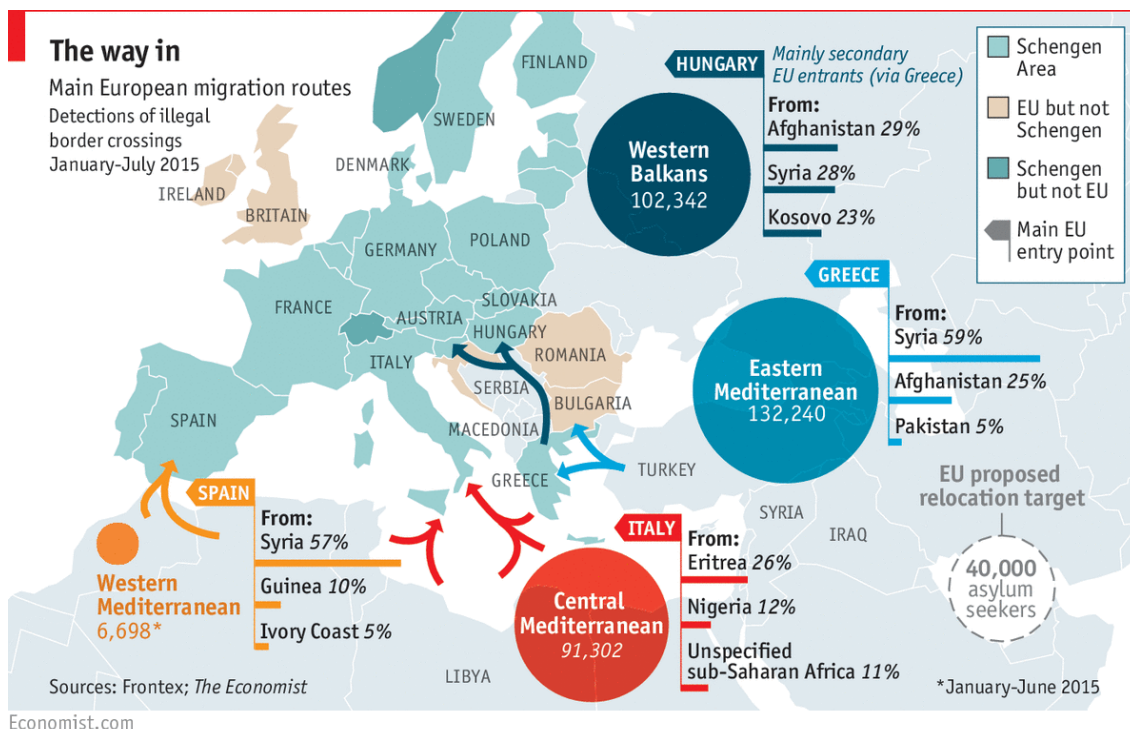 The way in
Main European migration routes
Detections of illegal
border crossings
January-July 2015
HUNGARY
Mainly secondary
EU entrants (via Greece)
From:
Afghanistan 29%
Syria 28%
Kosovo 23%
Western
Balkans
102,342
Schengen
Area
EU but not
Schengen
Schengen
but not EU
Main EU
entry point
FINLAND
SWEDEN
DENMARK
IRELAND
BRITAIN
GERMANY
POLAND
FRANCE
SLOVAKIA
AUSTRIA
HUNGARY
ITALY
ROMANIA
SERBIA
BULGARIA
SPAIN
MACEDONIA
GREECE
TURKEY
SYRIA
IRAQ
LIBYA
GREECE
From:
Syria 59%
Afghanistan 25%
Pakistan 5%
Eastern
Mediterranean
132,240
SPAIN
From:
Syria 57%
Guinea 10%
Ivory Coast 5%
Western
Mediterranean
6,698*
ITALY
From:
Eritrea 26%
Nigeria 12%
Unspecified
sub-Saharan Africa 11%
Central
Mediterranean
91,302
EU proposed
relocation target
40,000
asylum
seekers
Sources: Frontex; The Economist
*January-June 2015
Economist.com